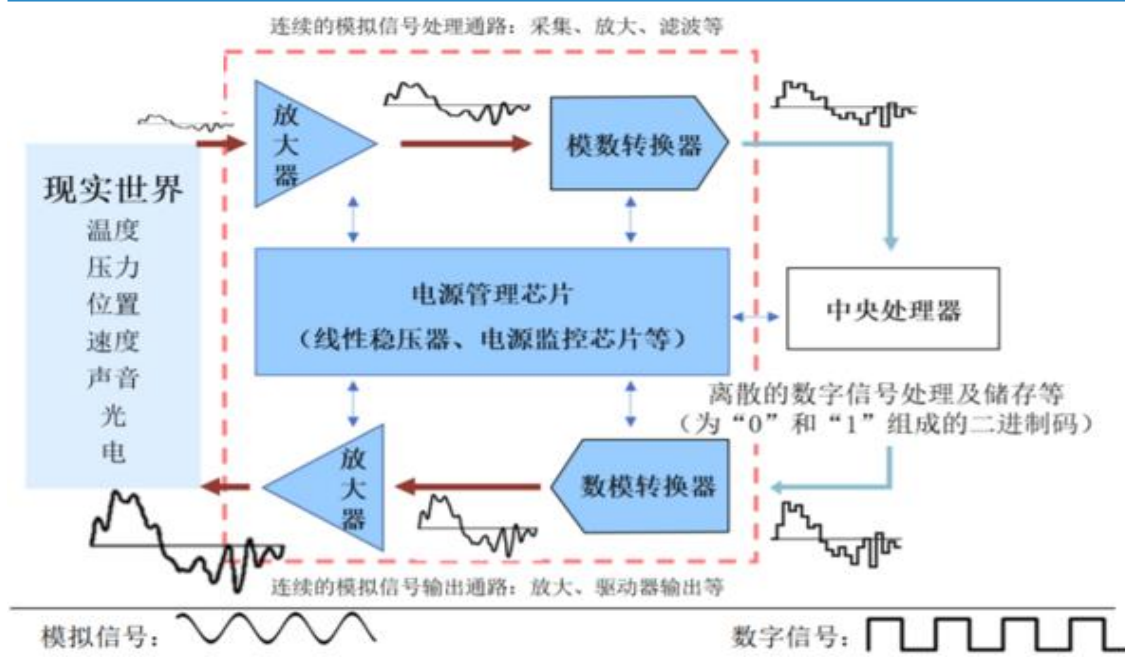 连续的模拟信号处理通路：采集、放大、滤波等
放
大
器
模数转换器
现实世界
温度
压力
位置
速度
声音
光
电
电源管理芯片
（线性稳压器、电源监控芯片等）
中央处理器
离散的数字信号处理及储存等
（为“0”和“1”组成的二进制码）
放
大
器
数模转换器
连续的模拟信号输出通路：放大、驱动器输出等
模拟信号：
数字信号：